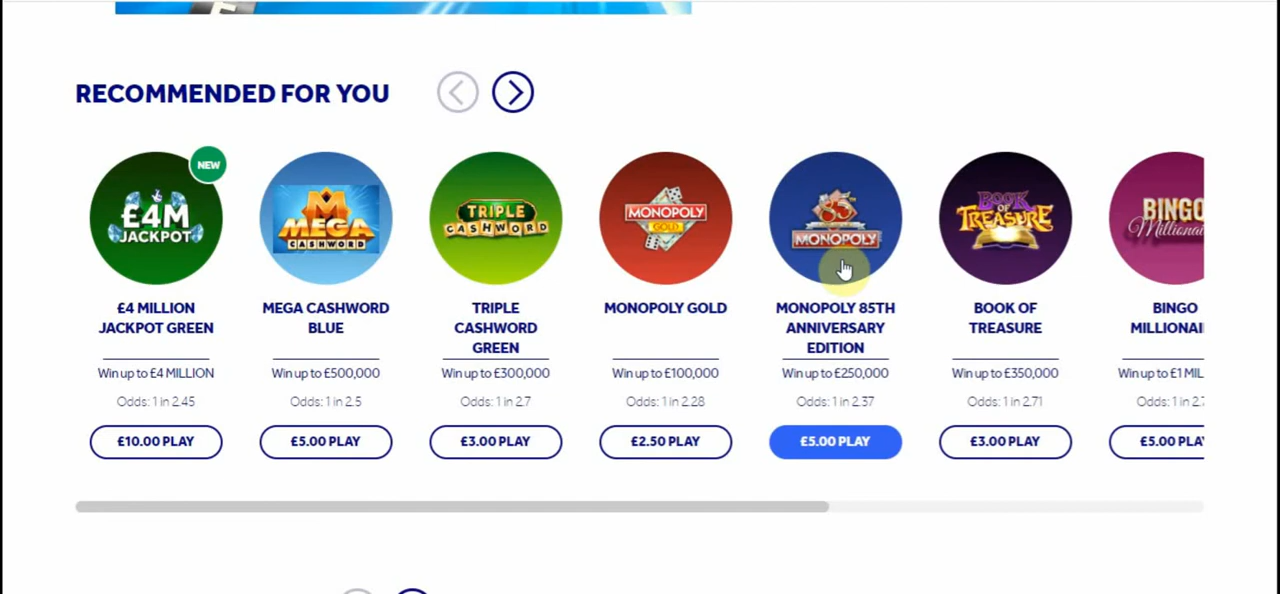 RECOMMENDED FOR YOU
NEW
£4M
JACKPOT
M
MEGA
CASHWORD
TRIPLE
CASHWORD
MONOPOLY
GOLD
85
MONOPOLY
BOOK
OF
TREASURE
BINGO
£4 MILLION
JACKPOT GREEN
MEGA CASHWORD
BLUE
TRIPLE
CASHWORD
GREEN
MONOPOLY GOLD
MONOPOLY 85TH
ANNIVERSARY
EDITION
BOOK OF
TREASURE
BINGO
Win up to £4 MILLION
Win up to £500,000
Win up to £300,000
Win up to £100,000
Win up to £250,000
Win up to £350,000
Win up to £1 MIL
Odds: 1 in 2.45
Odds: 1 in 2.5
Odds: 1 in 2.7
Odds: 1 in 2.28
Odds: 1 in 2.37
Odds: 1 in 2.71
Odds: 1 in 2.
£10.00 PLAY
£5.00 PLAY
£3.00 PLAY
£2.50 PLAY
£5.00 PLAY
£3.00 PLAY
£5.00 PLA